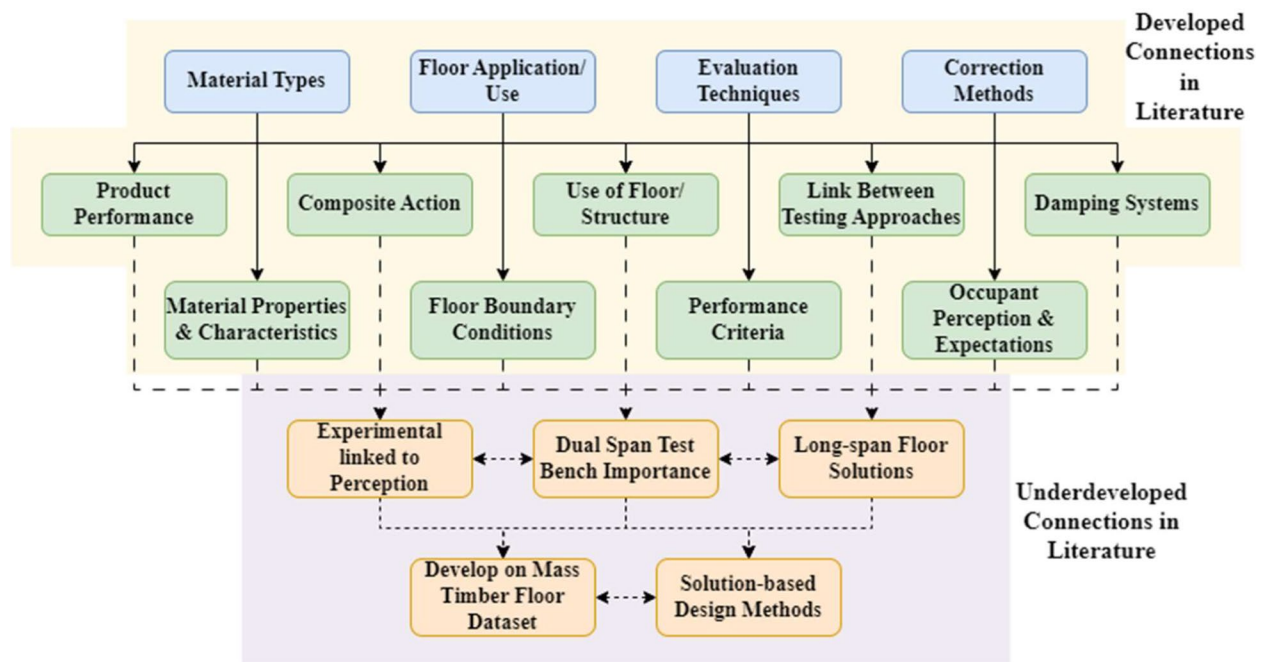 Developed
Connections
in
Literature
Material Types
Floor Application/
Use
Evaluation
Techniques
Correction
Methods
Product
Performance
Composite Action
Use of Floor/
Structure
Link Between
Testing Approaches
Damping Systems
Material Properties
& Characteristics
Floor Boundary
Conditions
Performance
Criteria
Occupant
Perception &
Expectations
Experimental
linked to
Perception
Dual Span Test
Bench Importance
Long-span Floor
Solutions
Underdeveloped
Connections in
Literature
Develop on Mass
Timber Floor
Dataset
Solution-based
Design Methods